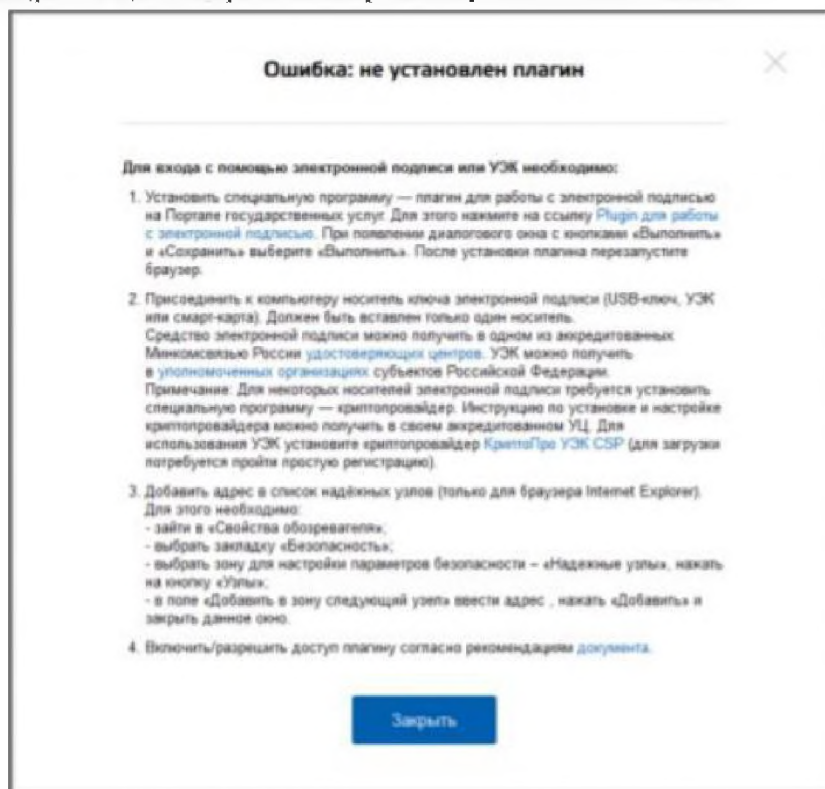 Ошибка: не установлен плагин
Для входа с помощью электронной подписи или УЭК необходимо:
1. Установить специальную программу — плагин для работы с электронной подписью
на Портале государственных услуг. Для этого нажмите на ссылку Plugin для работы
с электронной подписью. При появлении диалогового окна с кнопками «Выполнить»
и «Сохранить» выберите «Выполнить». После установки плагина перезапустите
браузер.
2. Присоединить к компьютеру носитель ключа электронной подписи (USB-ключ, УЭК
или смарт-карта). Должен быть вставлен только один носитель.
Средство электронной подписи можно получить в одном из аккредитованных
Минкомсвязью России удостоверяющих центров. УЭК можно получить
в уполномоченных организациях субъектов Российской Федерации.
Примечание: Для некоторых носителей электронной подписи требуется установить
специальную программу — криптопровайдер. Инструкцию по установке и настройке
криптопровайдера можно получить в своем аккредитованном УЦ. Для
использования УЭК установите криптопровайдер КриптоПро УЭК CSP (для загрузки
потребуется пройти простую регистрацию).
3. Добавить адрес в список надёжных узлов (только для браузера Internet Explorer).
Для этого необходимо:
- зайти в «Свойства обозревателя»;
- выбрать закладку «Безопасность»;
- выбрать зону для настройки параметров безопасности – «Надежные узлы», нажать
на кнопку «Узлы»;
- в поле «Добавить в зону следующий узел» ввести адрес , нажать «Добавить» и
закрыть данное окно.
4. Включить/разрешить доступ плагину согласно рекомендациям документа.
Закрыть